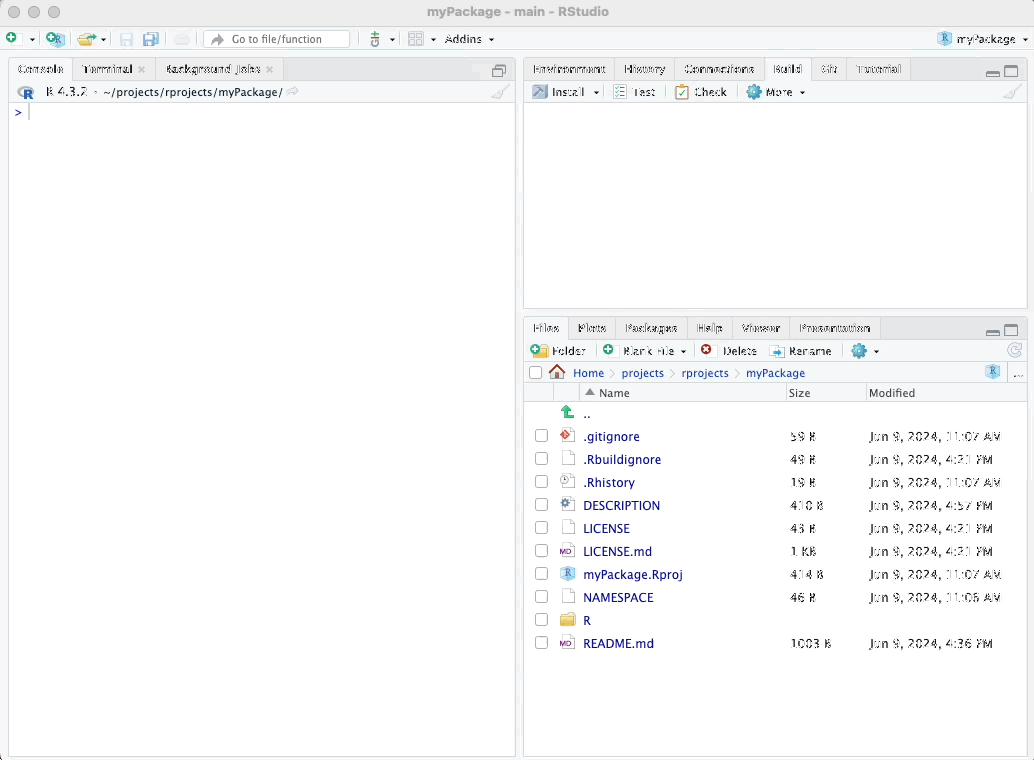 myPackage - main - RStudio
Go to file/function
Addins
myPackage
Console Terminal Background Jobs
R 4.3.2 · ~/projects/rprojects/myPackage/
>
Environment History Connections Build Git Tutorial
Install Test Check More
Files Plots Packages Help Viewer Presentation
Folder Blank File Delete Rename
Home projects rprojects myPackage ...
Name Size Modified
..
.gitignore 59 B Jun 9, 2024, 11:07 AM
.Rbuildignore 49 B Jun 9, 2024, 4:21 PM
.Rhistory 19 B Jun 9, 2024, 11:07 AM
DESCRIPTION 410 B Jun 9, 2024, 4:57 PM
LICENSE 43 B Jun 9, 2024, 4:21 PM
LICENSE.md 1 KB Jun 9, 2024, 4:21 PM
myPackage.Rproj 414 B Jun 9, 2024, 11:07 AM
NAMESPACE 46 B Jun 9, 2024, 11:06 AM
R
README.md 1003 B Jun 9, 2024, 4:36 PM